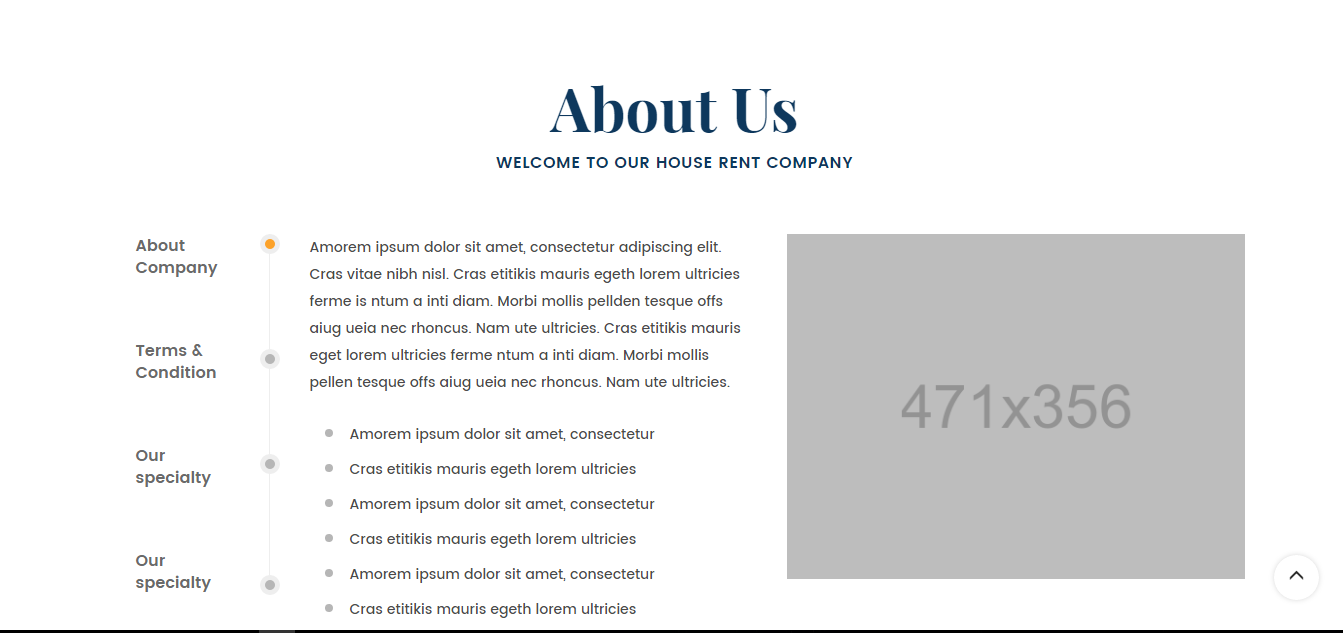 About Us
WELCOME TO OUR HOUSE RENT COMPANY
About
Company
Terms &
Condition
Our
specialty
Our
specialty
Amorem ipsum dolor sit amet, consectetur adipiscing elit.
Cras vitae nibh nisl. Cras etitikis mauris egeth lorem ultricies
ferme is ntum a inti diam. Morbi mollis pellden tesque offs
aiug ueia nec rhoncus. Nam ute ultricies. Cras etitikis mauris
eget lorem ultricies ferme ntum a inti diam. Morbi mollis
pellen tesque offs aiug ueia nec rhoncus. Nam ute ultricies.
Amorem ipsum dolor sit amet, consectetur
Cras etitikis mauris egeth lorem ultricies
Amorem ipsum dolor sit amet, consectetur
Cras etitikis mauris egeth lorem ultricies
Amorem ipsum dolor sit amet, consectetur
Cras etitikis mauris egeth lorem ultricies
471x356